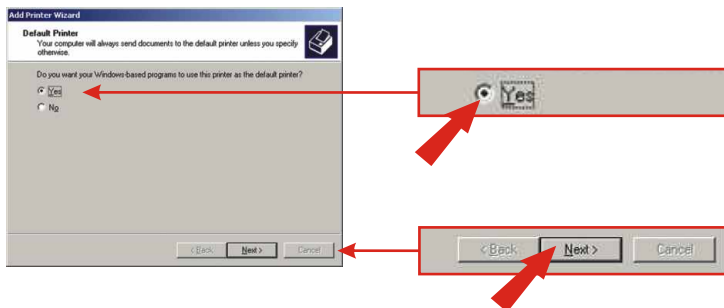 Add Printer Wizard
Default Printer
Your computer will always send documents to the default printer unless you specify
otherwise.
Do you want your Windows-based programs to use this printer as the default printer?
Yes
No
< Back
Next >
Cancel
Yes
< Back
Next >
Cancel